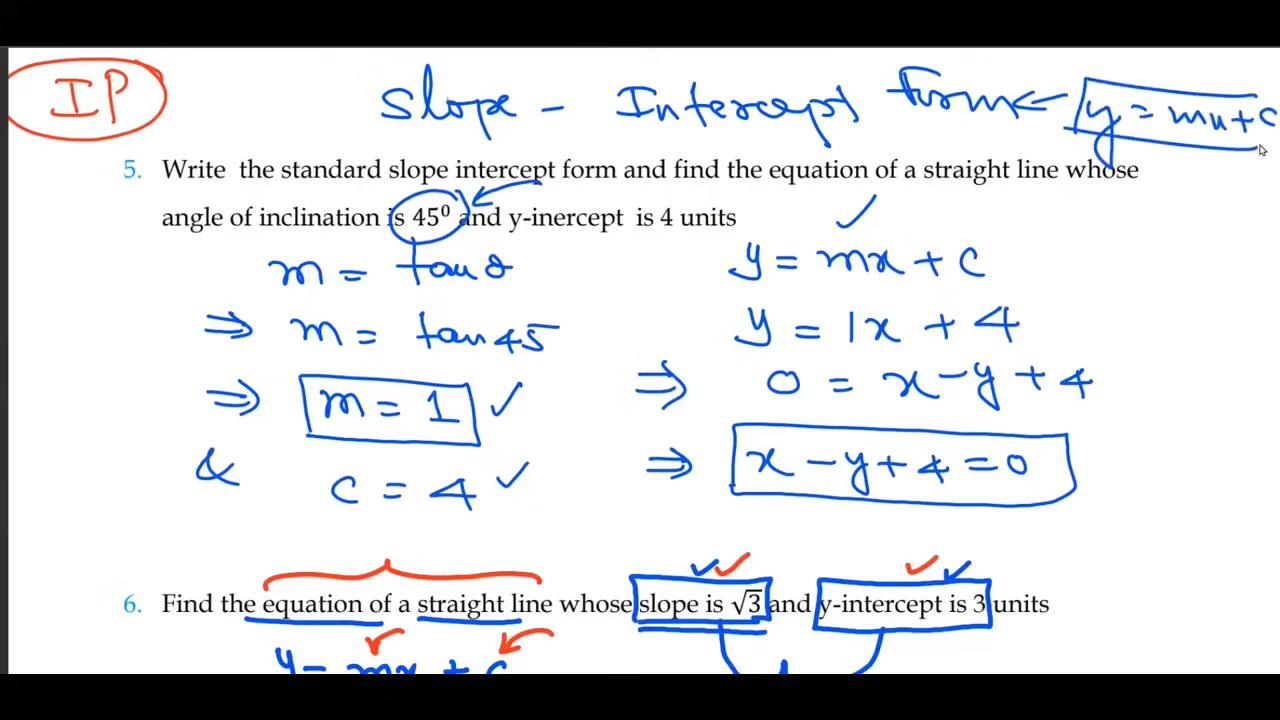 IP
Slope - Intercept form ← y = mx + c
5. Write the standard slope intercept form and find the equation of a straight line whose
angle of inclination is 45⁰ and y-inercept is 4 units
m = tan θ
⇒ m = tan 45
⇒ m = 1 ✓
& c = 4 ✓
y = mx + c
y = 1x + 4
⇒ 0 = x - y + 4
⇒ x - y + 4 = 0
6. Find the equation of a straight line whose slope is √3 and y-intercept is 3 units
y = mx + c